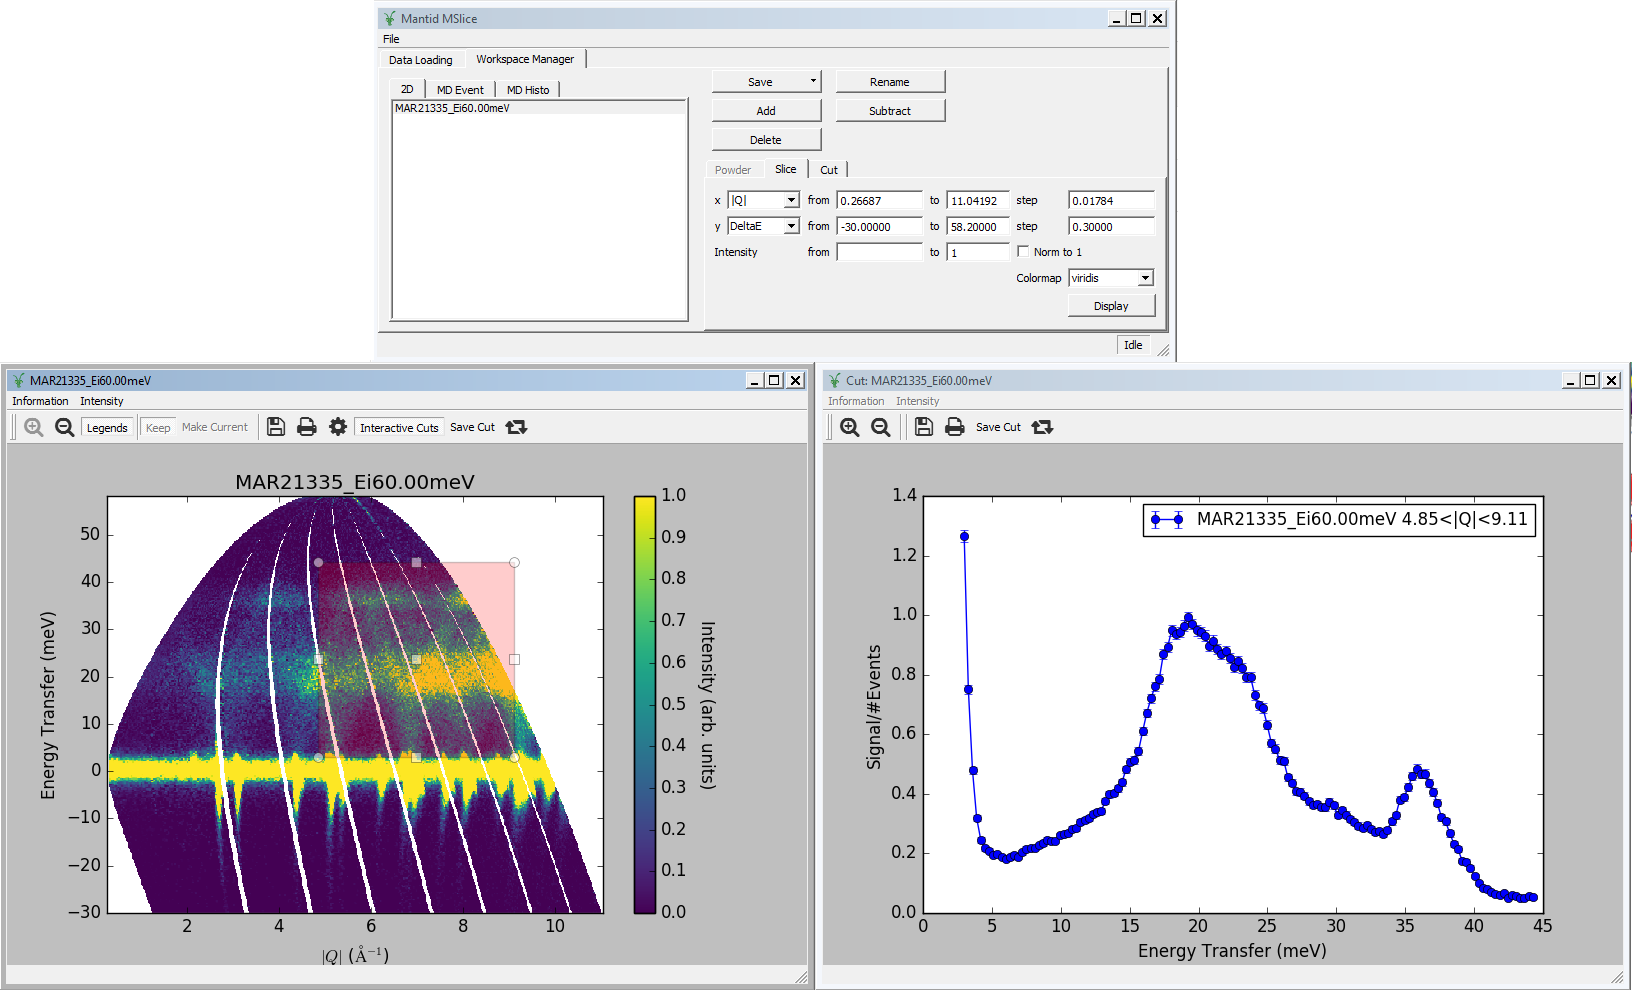 Mantid MSlice
File
Data Loading Workspace Manager
2D MD Event MD Histo
MAR21335_Ei60.00meV
Save Rename
Add Subtract
Delete
Powder Slice Cut
x |Q| from 0.26687 to 11.04192 step 0.01784
y DeltaE from -30.00000 to 58.20000 step 0.30000
Intensity from to 1 Norm to 1
Colormap viridis
Display
Idle
MAR21335_Ei60.00meV
Information Intensity
Legends Keep Make Current Interactive Cuts Save Cut
MAR21335_Ei60.00meV
50
40
30
20
10
0
−10
−20
−30
Energy Transfer (meV)
2 4 6 8 10
|Q| (Å−1)
1.0
0.9
0.8
0.7
0.6
0.5
0.4
0.3
0.2
0.1
0.0
Intensity (arb. units)
Cut: MAR21335_Ei60.00meV
Information Intensity
Save Cut
MAR21335_Ei60.00meV 4.85<|Q|<9.11
1.4
1.2
1.0
0.8
0.6
0.4
0.2
0.0
Signal/#Events
0 5 10 15 20 25 30 35 40 45
Energy Transfer (meV)